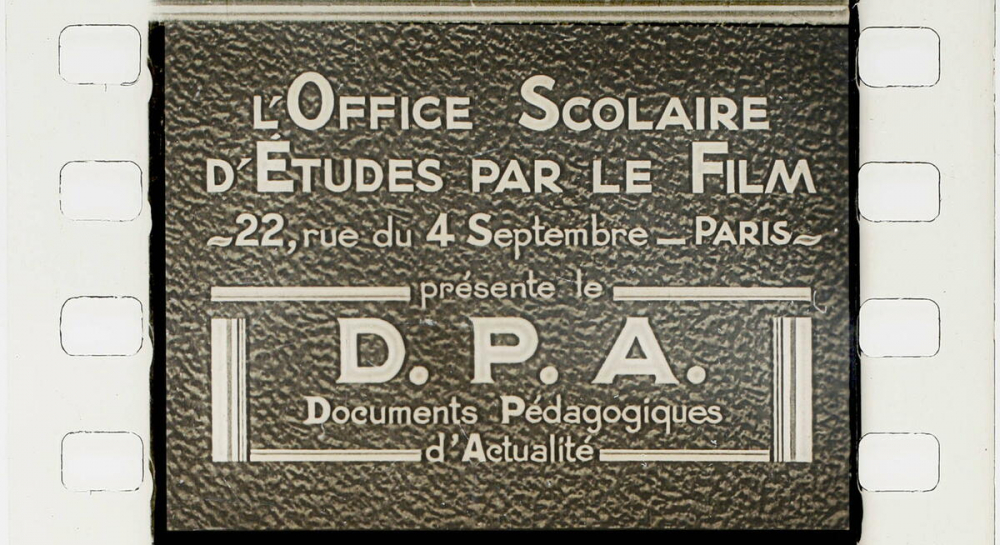 L'OFFICE SCOLAIRE
D'ÉTUDES PAR LE FILM
~22, rue du 4 Septembre — PARIS~
présente le
D. P. A.
Documents Pédagogiques
d'Actualité